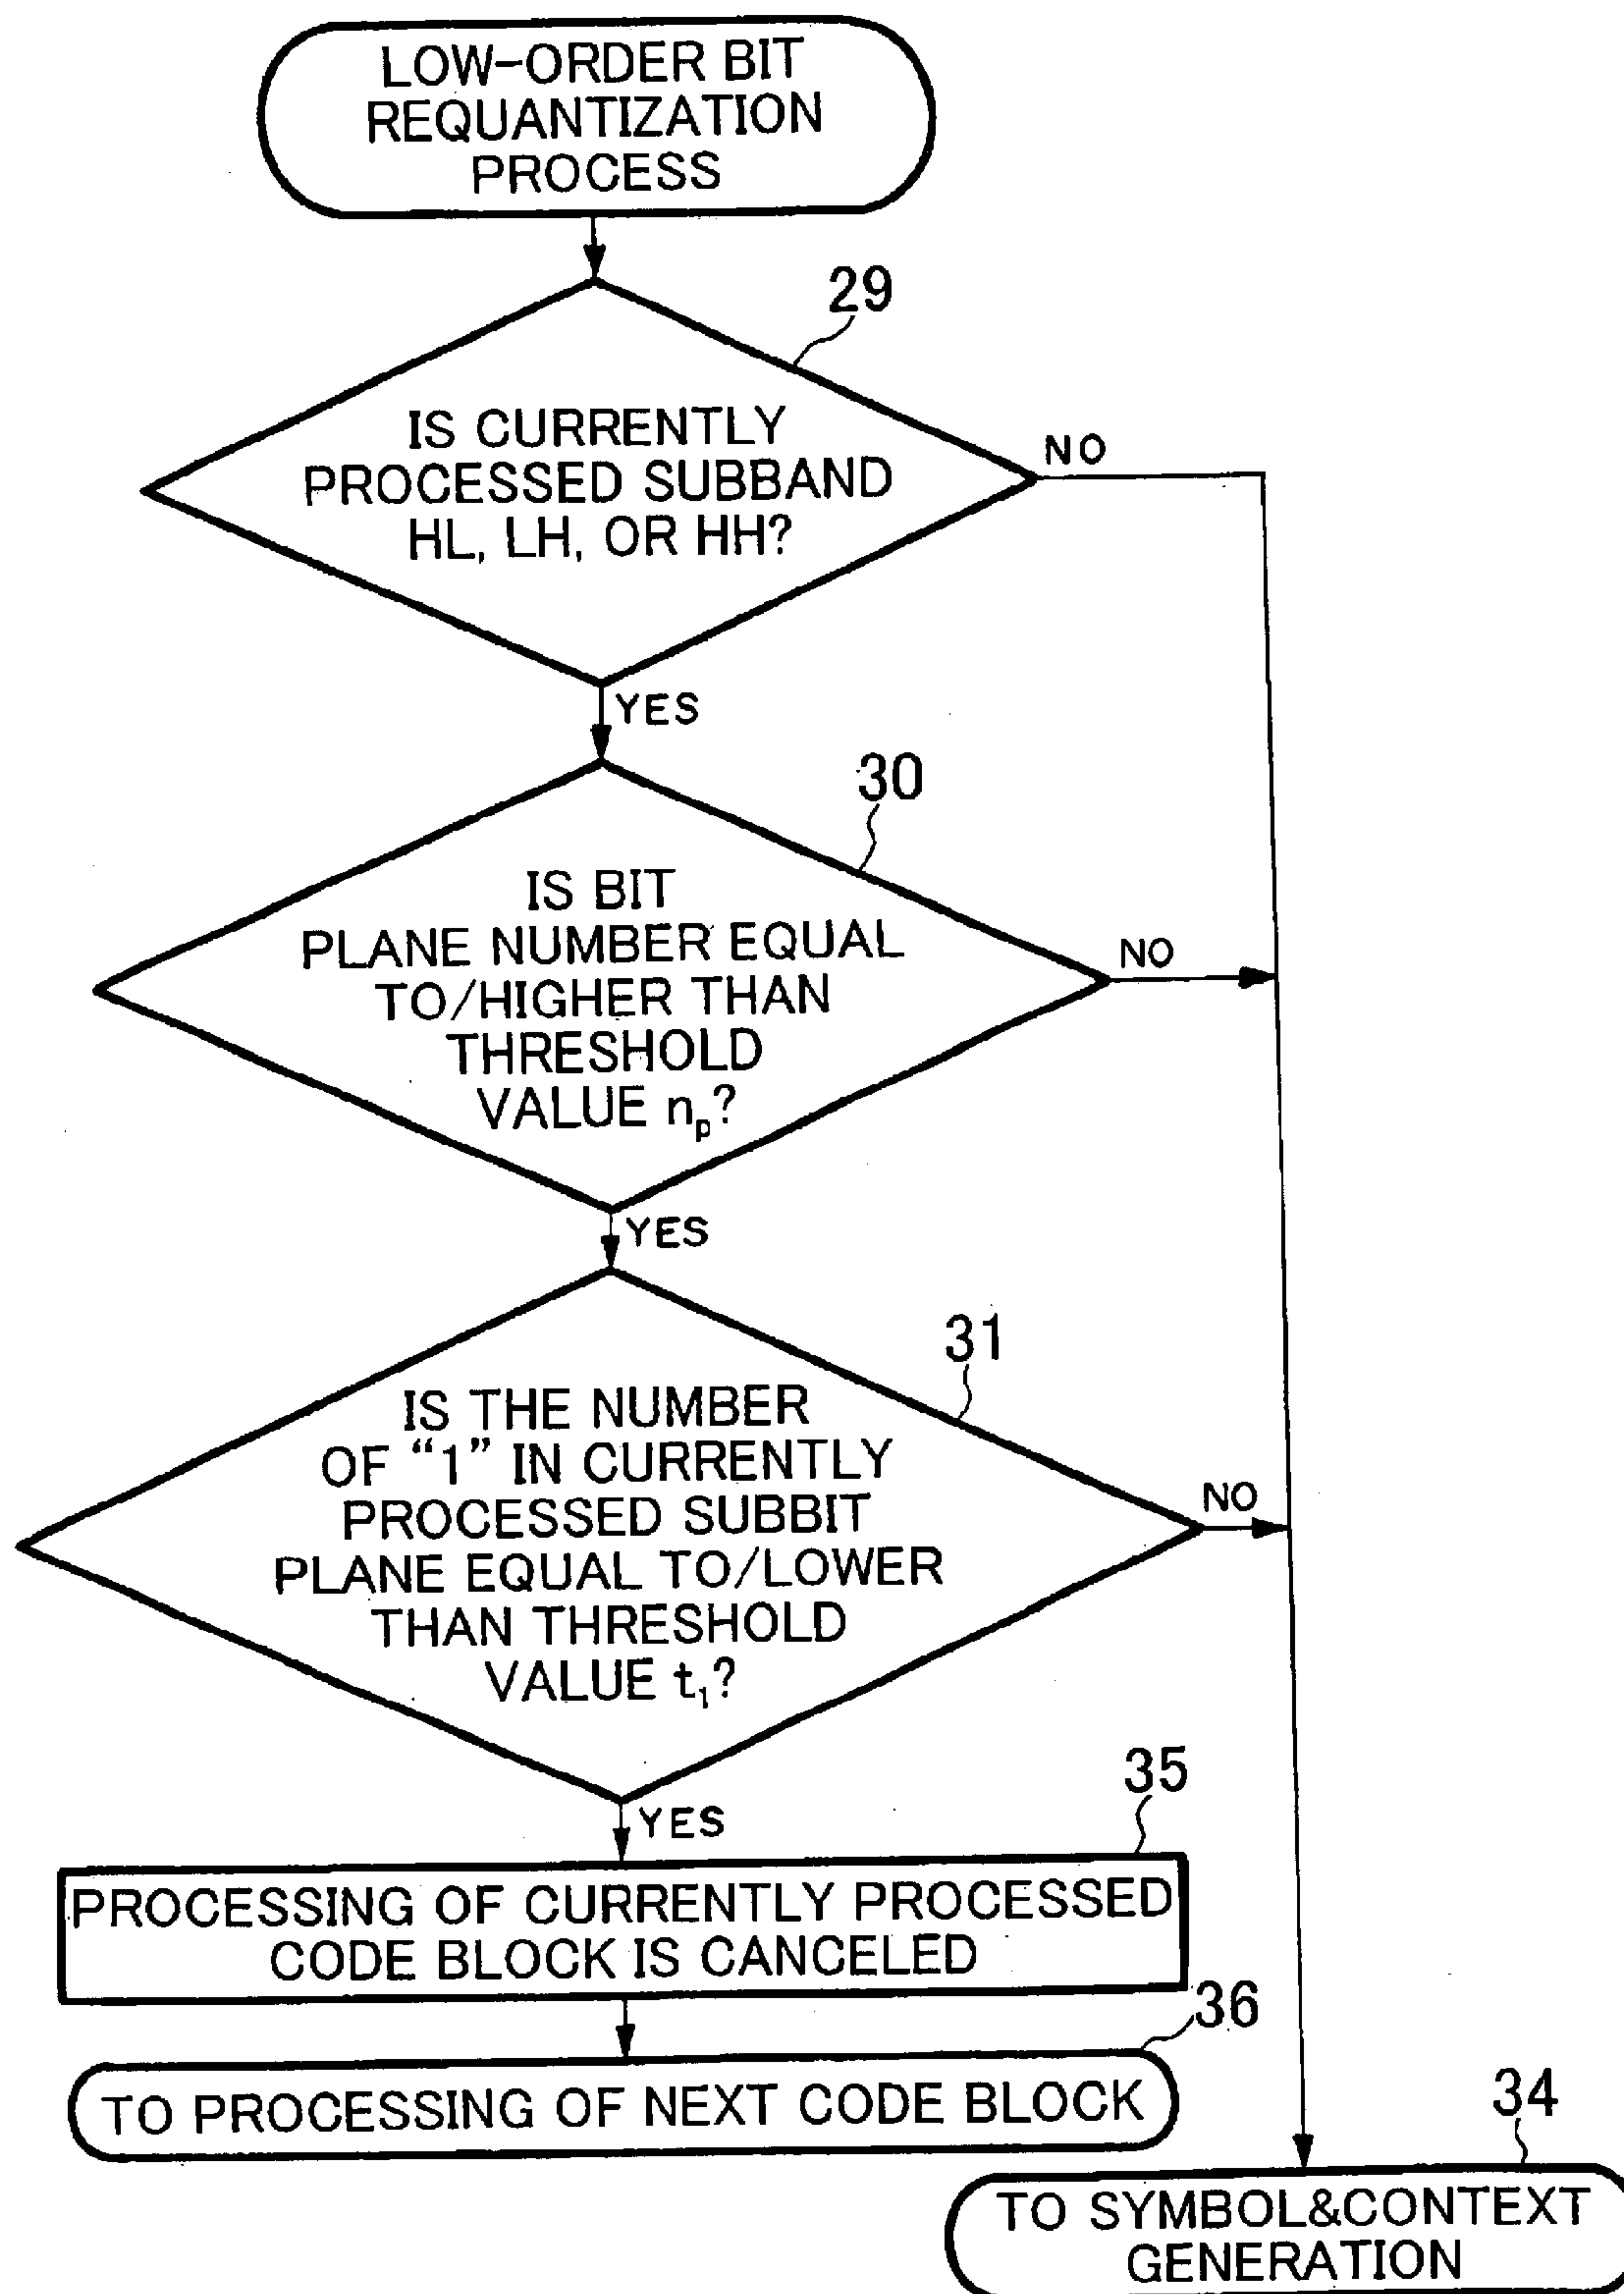 LOW-ORDER BIT
REQUANTIZATION
PROCESS
29
IS CURRENTLY
PROCESSED SUBBAND
HL, LH, OR HH?
NO
YES
30
IS BIT
PLANE NUMBER EQUAL
TO/HIGHER THAN
THRESHOLD
VALUE nₚ?
NO
YES
31
IS THE NUMBER
OF “1” IN CURRENTLY
PROCESSED SUBBIT
PLANE EQUAL TO/LOWER
THAN THRESHOLD
VALUE t₁?
NO
YES
35
PROCESSING OF CURRENTLY PROCESSED
CODE BLOCK IS CANCELED
36
TO PROCESSING OF NEXT CODE BLOCK
34
TO SYMBOL&CONTEXT
GENERATION